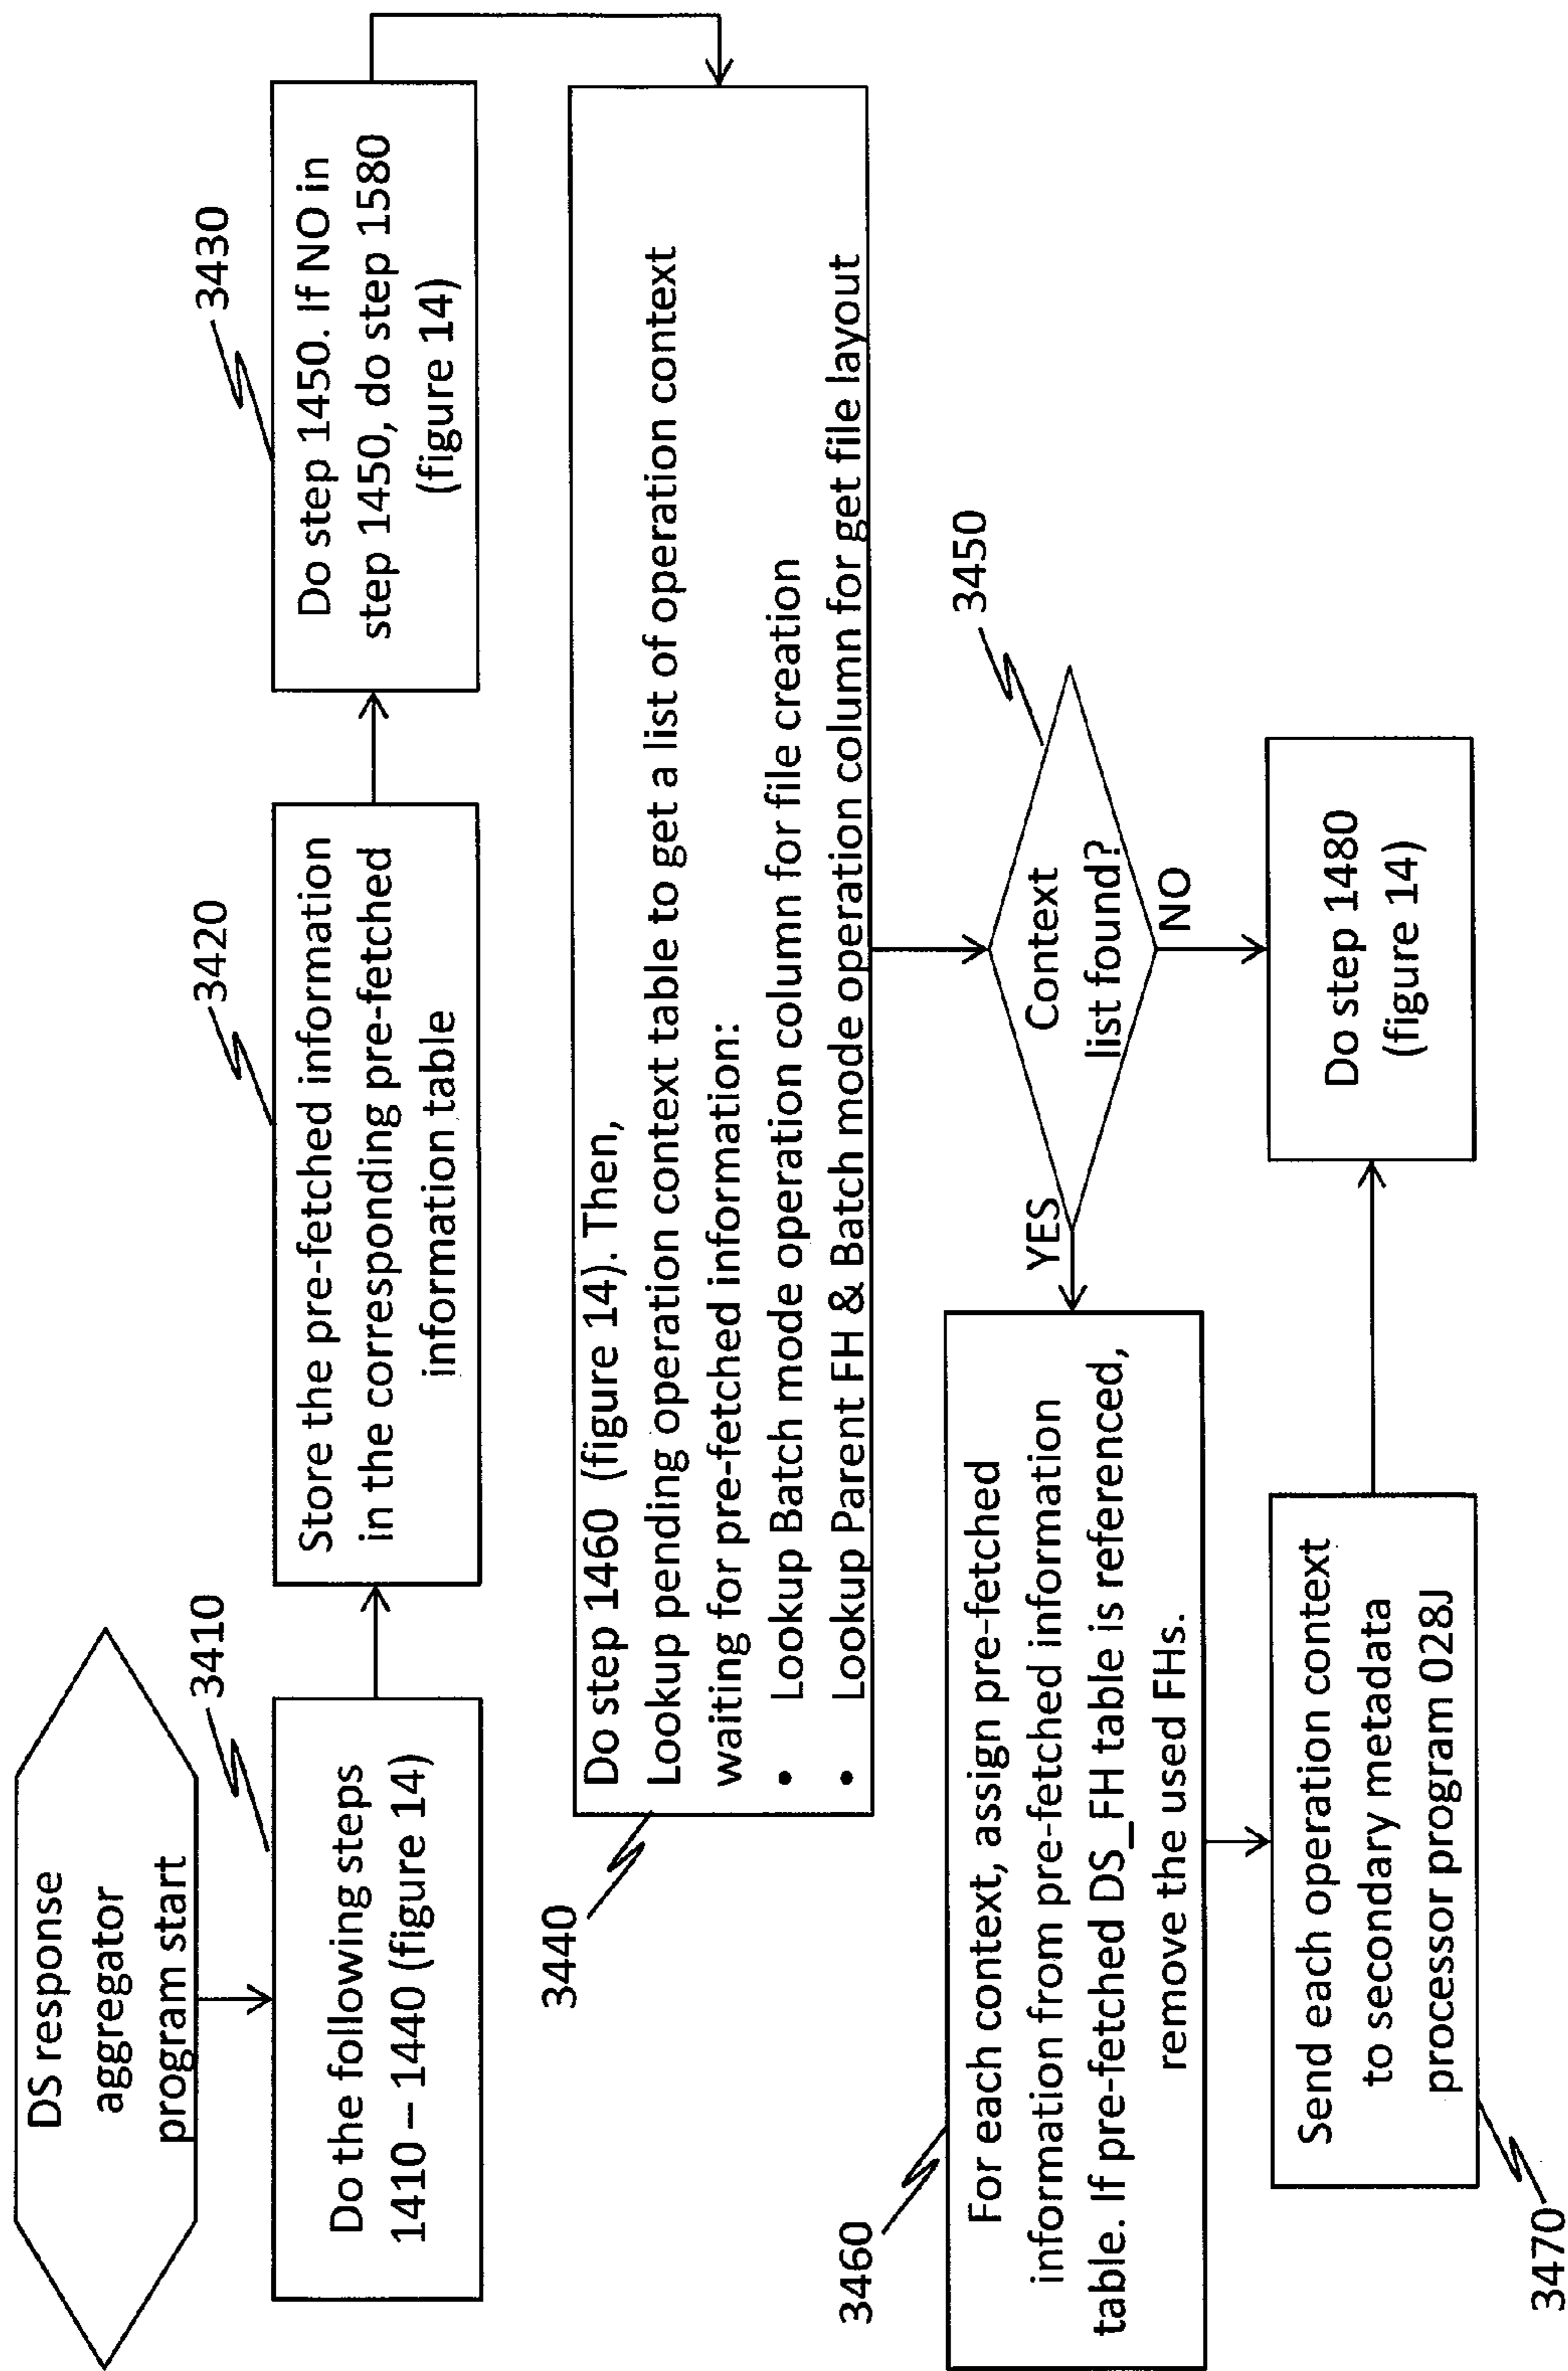 DS response
aggregator
program start
3410
Do the following steps
1410 – 1440 (figure 14)
3420
Store the pre-fetched information
in the corresponding pre-fetched
information table
3430
Do step 1450. If NO in
step 1450, do step 1580
(figure 14)
3440
Do step 1460 (figure 14). Then,
Lookup pending operation context table to get a list of operation context
waiting for pre-fetched information:
• Lookup Batch mode operation column for file creation
• Lookup Parent FH & Batch mode operation column for get file layout
3450
Context
list found?
YES
NO
3460
For each context, assign pre-fetched
information from pre-fetched information
table. If pre-fetched DS_FH table is referenced,
remove the used FHs.
3470
Send each operation context
to secondary metadata
processor program 028J
Do step 1480
(figure 14)